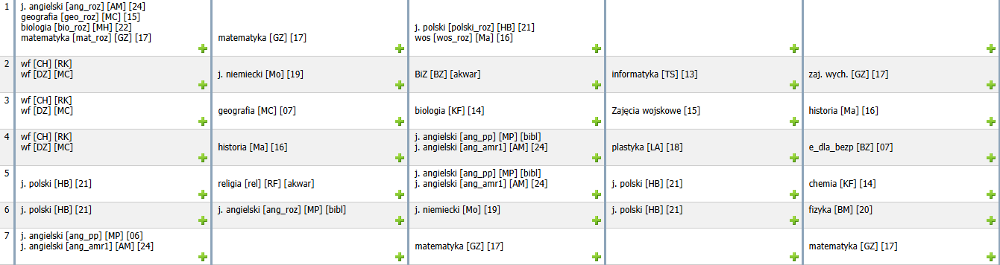 1
j. angielski [ang_roz] [AM] [24]
geografia [geo_roz] [MC] [15]
biologia [bio_roz] [MH] [22]
matematyka [mat_roz] [GZ] [17]
matematyka [GZ] [17]
j. polski [polski_roz] [HB] [21]
wos [wos_roz] [Ma] [16]
2
wf [CH] [RK]
wf [DZ] [MC]
j. niemiecki [Mo] [19]
BiZ [BZ] [akwar]
informatyka [TS] [13]
zaj. wych. [GZ] [17]
3
wf [CH] [RK]
wf [DZ] [MC]
geografia [MC] [07]
biologia [KF] [14]
Zajęcia wojskowe [15]
historia [Ma] [16]
4
wf [CH] [RK]
wf [DZ] [MC]
historia [Ma] [16]
j. angielski [ang_pp] [MP] [bibl]
j. angielski [ang_amr1] [AM] [24]
plastyka [LA] [18]
e_dla_bezp [BZ] [07]
5
j. polski [HB] [21]
religia [rel] [RF] [akwar]
j. angielski [ang_pp] [MP] [bibl]
j. angielski [ang_amr1] [AM] [24]
j. polski [HB] [21]
chemia [KF] [14]
6
j. polski [HB] [21]
j. angielski [ang_roz] [MP] [bibl]
j. niemiecki [Mo] [19]
j. polski [HB] [21]
fizyka [BM] [20]
7
j. angielski [ang_pp] [MP] [06]
j. angielski [ang_amr1] [AM] [24]
matematyka [GZ] [17]
matematyka [GZ] [17]